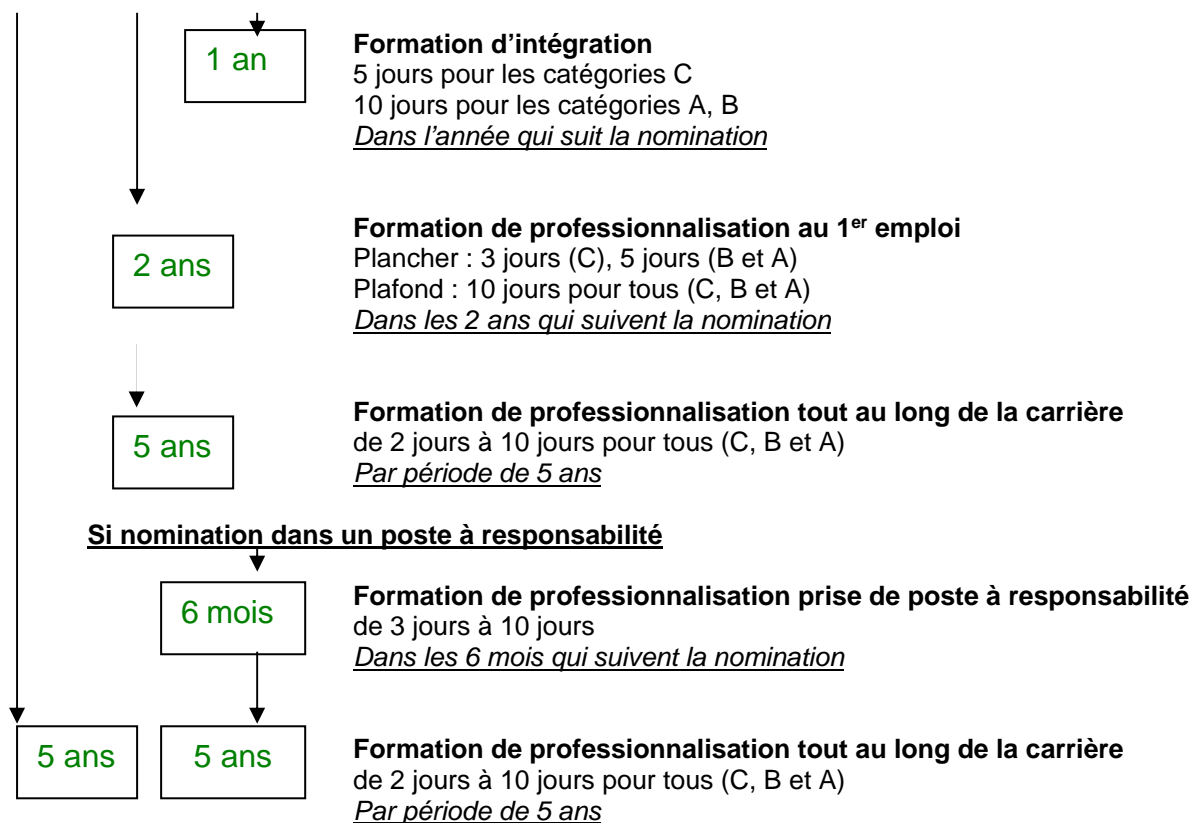 1 an
Formation d’intégration
5 jours pour les catégories C
10 jours pour les catégories A, B
Dans l’année qui suit la nomination
2 ans
Formation de professionnalisation au 1er emploi
Plancher : 3 jours (C), 5 jours (B et A)
Plafond : 10 jours pour tous (C, B et A)
Dans les 2 ans qui suivent la nomination
5 ans
Formation de professionnalisation tout au long de la carrière
de 2 jours à 10 jours pour tous (C, B et A)
Par période de 5 ans
Si nomination dans un poste à responsabilité
6 mois
Formation de professionnalisation prise de poste à responsabilité
de 3 jours à 10 jours
Dans les 6 mois qui suivent la nomination
5 ans
5 ans
Formation de professionnalisation tout au long de la carrière
de 2 jours à 10 jours pour tous (C, B et A)
Par période de 5 ans